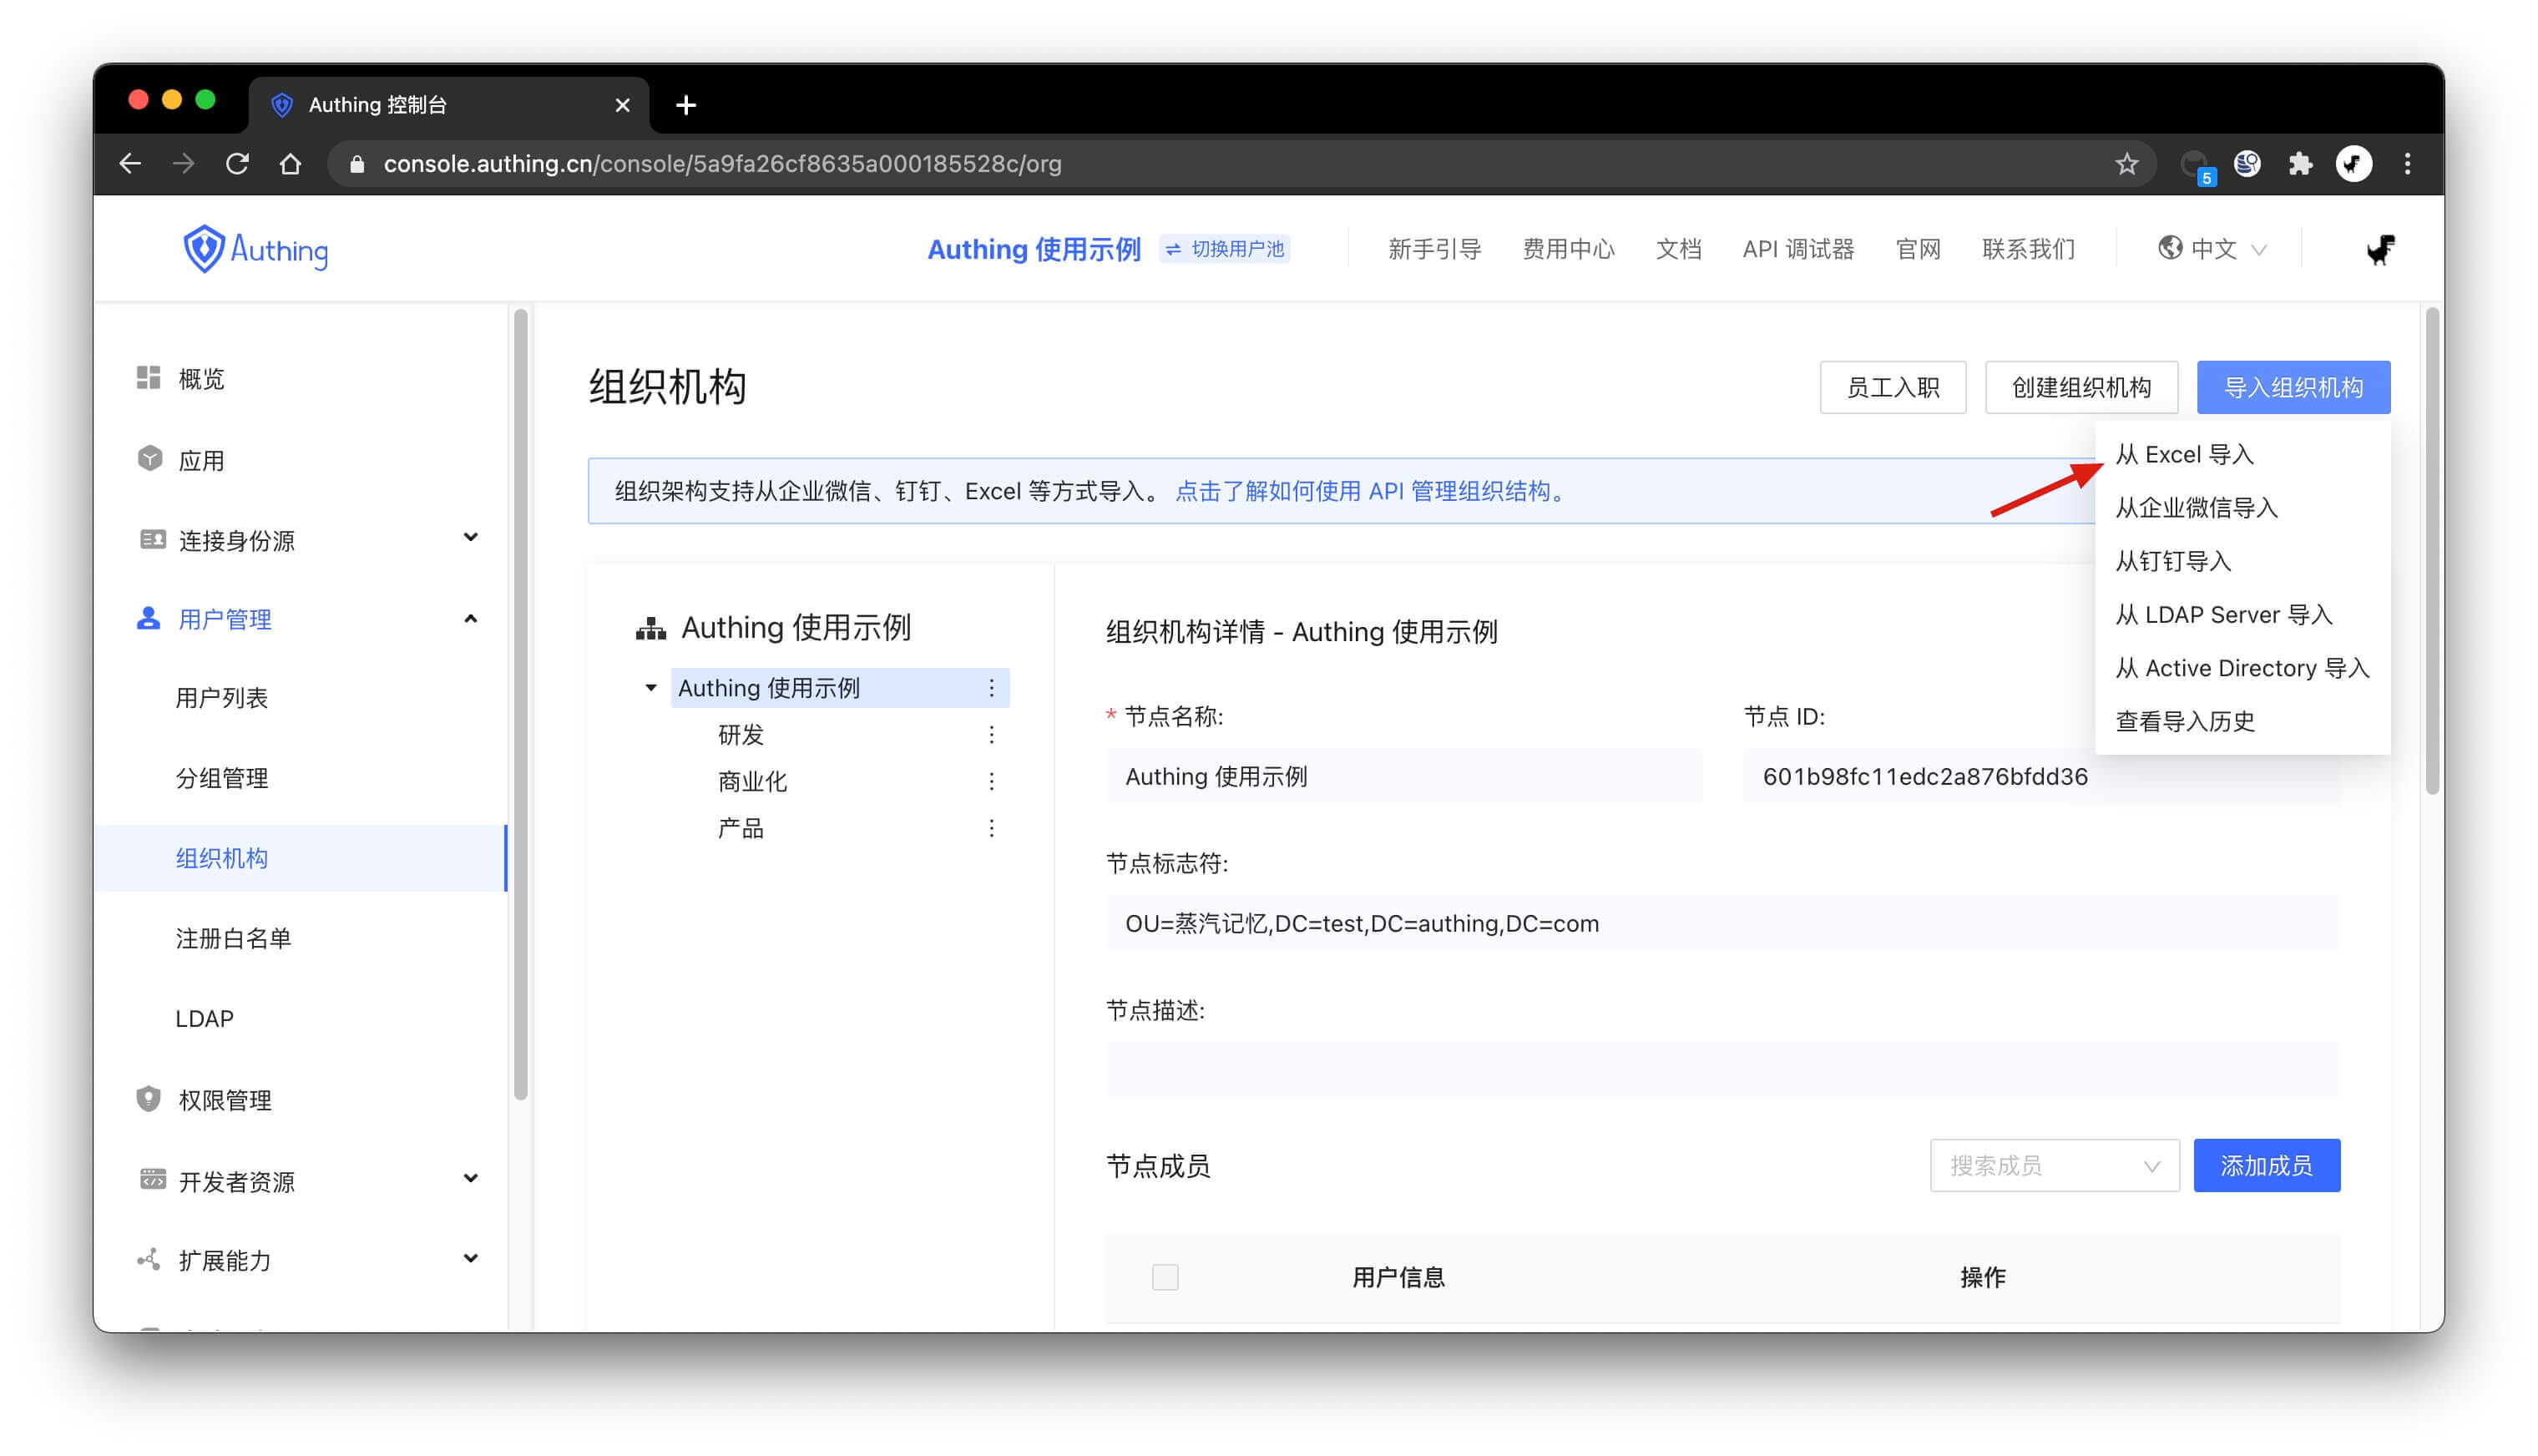 Authing 控制台
console.authing.cn/console/5a9fa26cf8635a000185528c/org
5
Authing
Authing 使用示例
切换用户池
新手引导
费用中心
文档
API 调试器
官网
联系我们
中文
概览
应用
连接身份源
用户管理
用户列表
分组管理
组织机构
注册白名单
LDAP
权限管理
开发者资源
扩展能力
组织机构
员工入职
创建组织机构
导入组织机构
从 Excel 导入
从企业微信导入
从钉钉导入
从 LDAP Server 导入
从 Active Directory 导入
查看导入历史
组织架构支持从企业微信、钉钉、Excel 等方式导入。 点击了解如何使用 API 管理组织结构。
Authing 使用示例
Authing 使用示例
研发
商业化
产品
组织机构详情 - Authing 使用示例
* 节点名称:
节点 ID:
Authing 使用示例
601b98fc11edc2a876bfdd36
节点标志符:
OU=蒸汽记忆,DC=test,DC=authing,DC=com
节点描述:
节点成员
搜索成员
添加成员
用户信息
操作